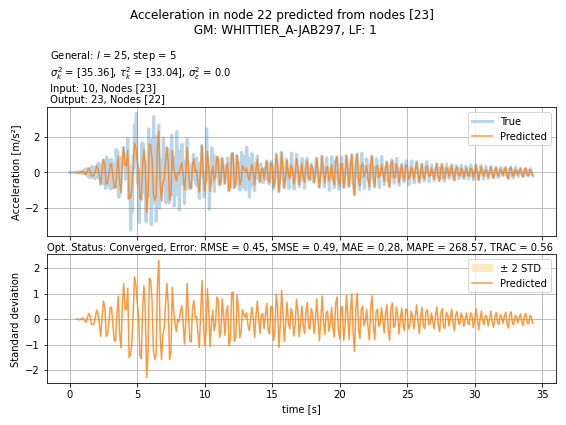 Acceleration in node 22 predicted from nodes [23]
GM: WHITTIER_A-JAB297, LF: 1
General: l = 25, step = 5
σ²ₖ = [35.36], τ²ₖ = [33.04], σ²ε = 0.0
Input: 10, Nodes [23]
Output: 23, Nodes [22]
Acceleration [m/s²]
2
0
−2
True
Predicted
Opt. Status: Converged, Error: RMSE = 0.45, SMSE = 0.49, MAE = 0.28, MAPE = 268.57, TRAC = 0.56
Standard deviation
2
1
0
−1
−2
± 2 STD
Predicted
0 5 10 15 20 25 30 35
time [s]